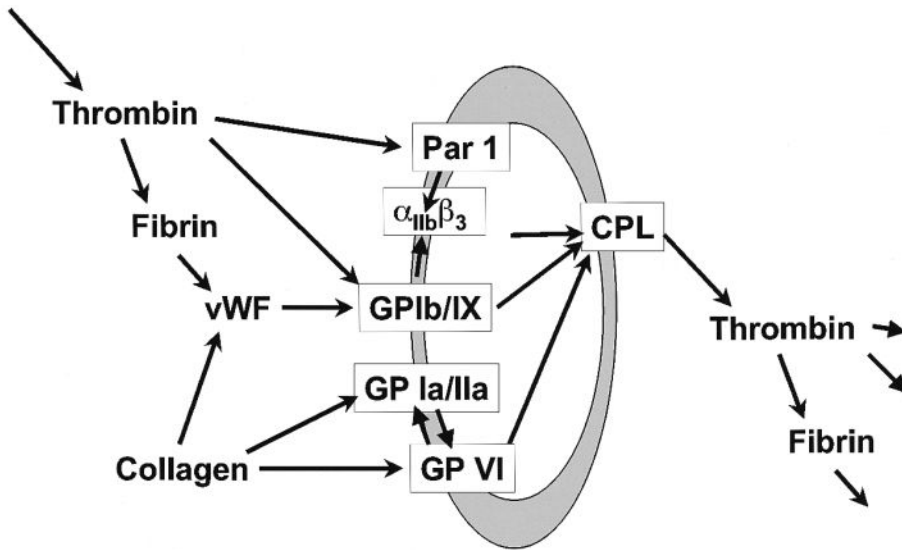 Thrombin
Par 1
αIIbβ3
Fibrin
CPL
vWF
GPIb/IX
Thrombin
GP Ia/IIa
Fibrin
Collagen
GP VI